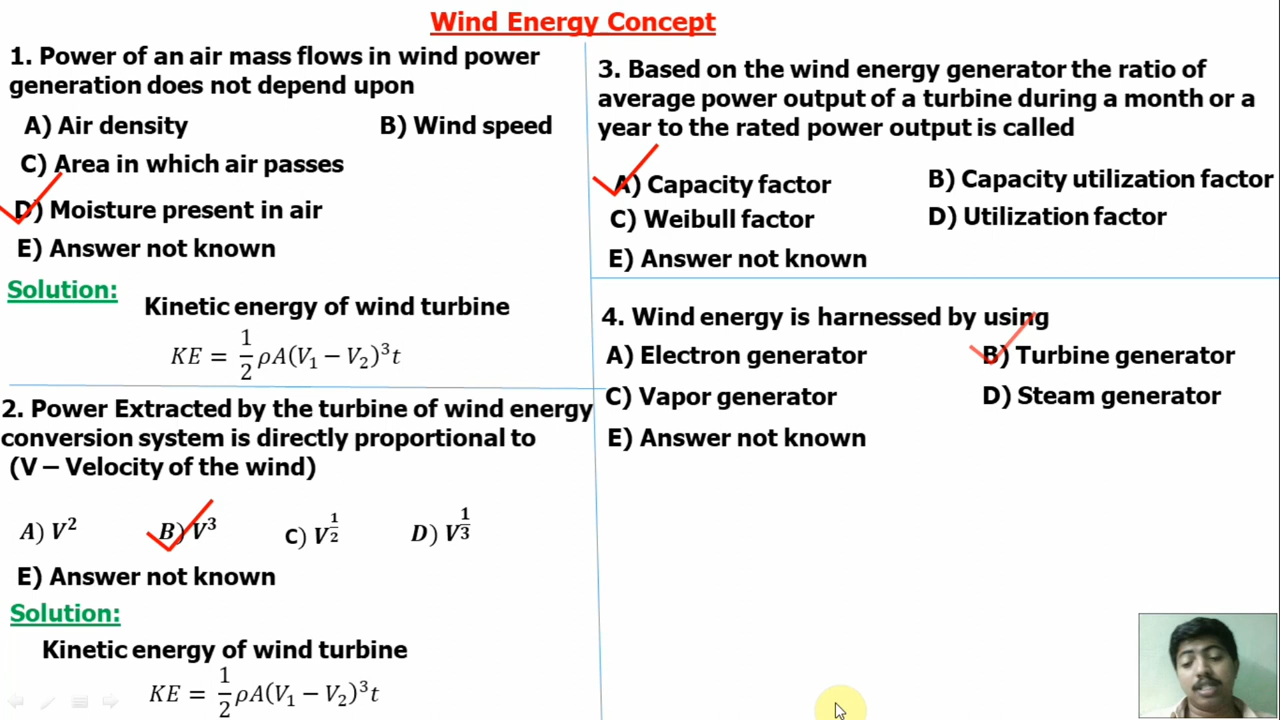 Wind Energy Concept
1. Power of an air mass flows in wind power
generation does not depend upon
A) Air density B) Wind speed
C) Area in which air passes
D) Moisture present in air
E) Answer not known
Solution:
Kinetic energy of wind turbine
KE = 1/2 ρA(V₁ − V₂)³t
2. Power Extracted by the turbine of wind energy
conversion system is directly proportional to
(V – Velocity of the wind)
A) V² B) V³ C) V^(1/2) D) V^(1/3)
E) Answer not known
Solution:
Kinetic energy of wind turbine
KE = 1/2 ρA(V₁ − V₂)³t
3. Based on the wind energy generator the ratio of
average power output of a turbine during a month or a
year to the rated power output is called
A) Capacity factor B) Capacity utilization factor
C) Weibull factor D) Utilization factor
E) Answer not known
4. Wind energy is harnessed by using
A) Electron generator B) Turbine generator
C) Vapor generator D) Steam generator
E) Answer not known